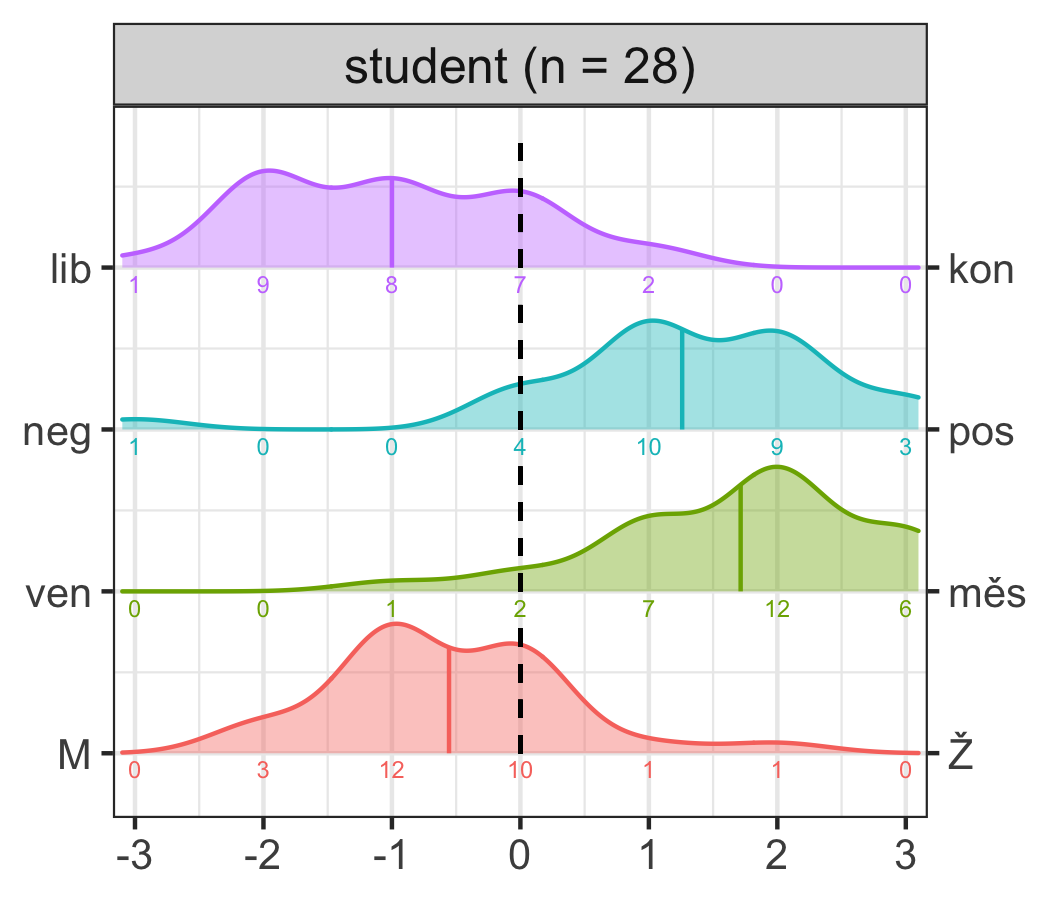 student (n = 28)
lib kon
1 9 8 7 2 0 0
neg pos
1 0 0 4 10 9 3
ven měs
0 0 1 2 7 12 6
M Ž
0 3 12 10 1 1 0
-3 -2 -1 0 1 2 3